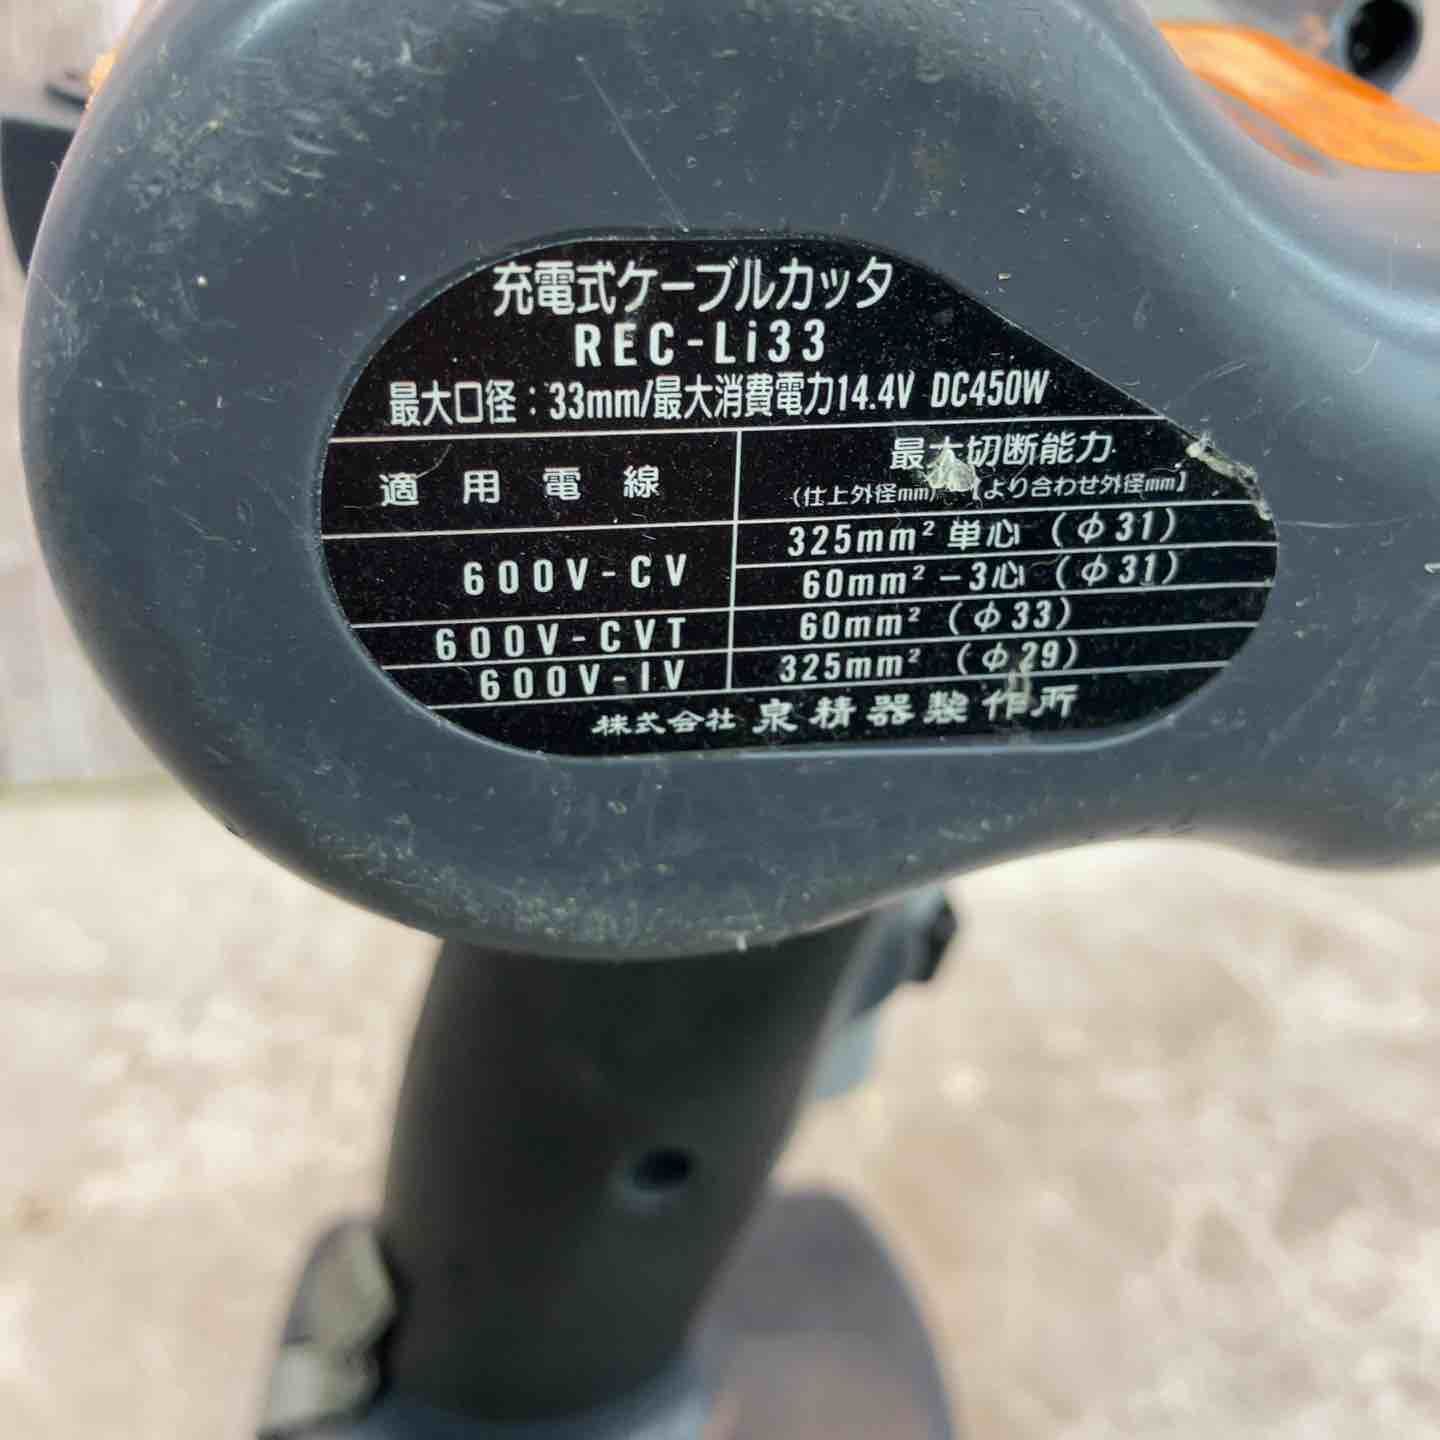 充電式ケーブルカッタ
REC-Li33
最大口径：33mm/最大消費電力14.4V DC450W
適用電線
最大切断能力
(仕上外径mm) 【より合わせ外径mm】
600V-CV
325mm² 単心 (φ31)
60mm² -3心 (φ31)
600V-CVT 60mm² (φ33)
600V-IV 325mm² (φ29)
株式会社 泉精器製作所